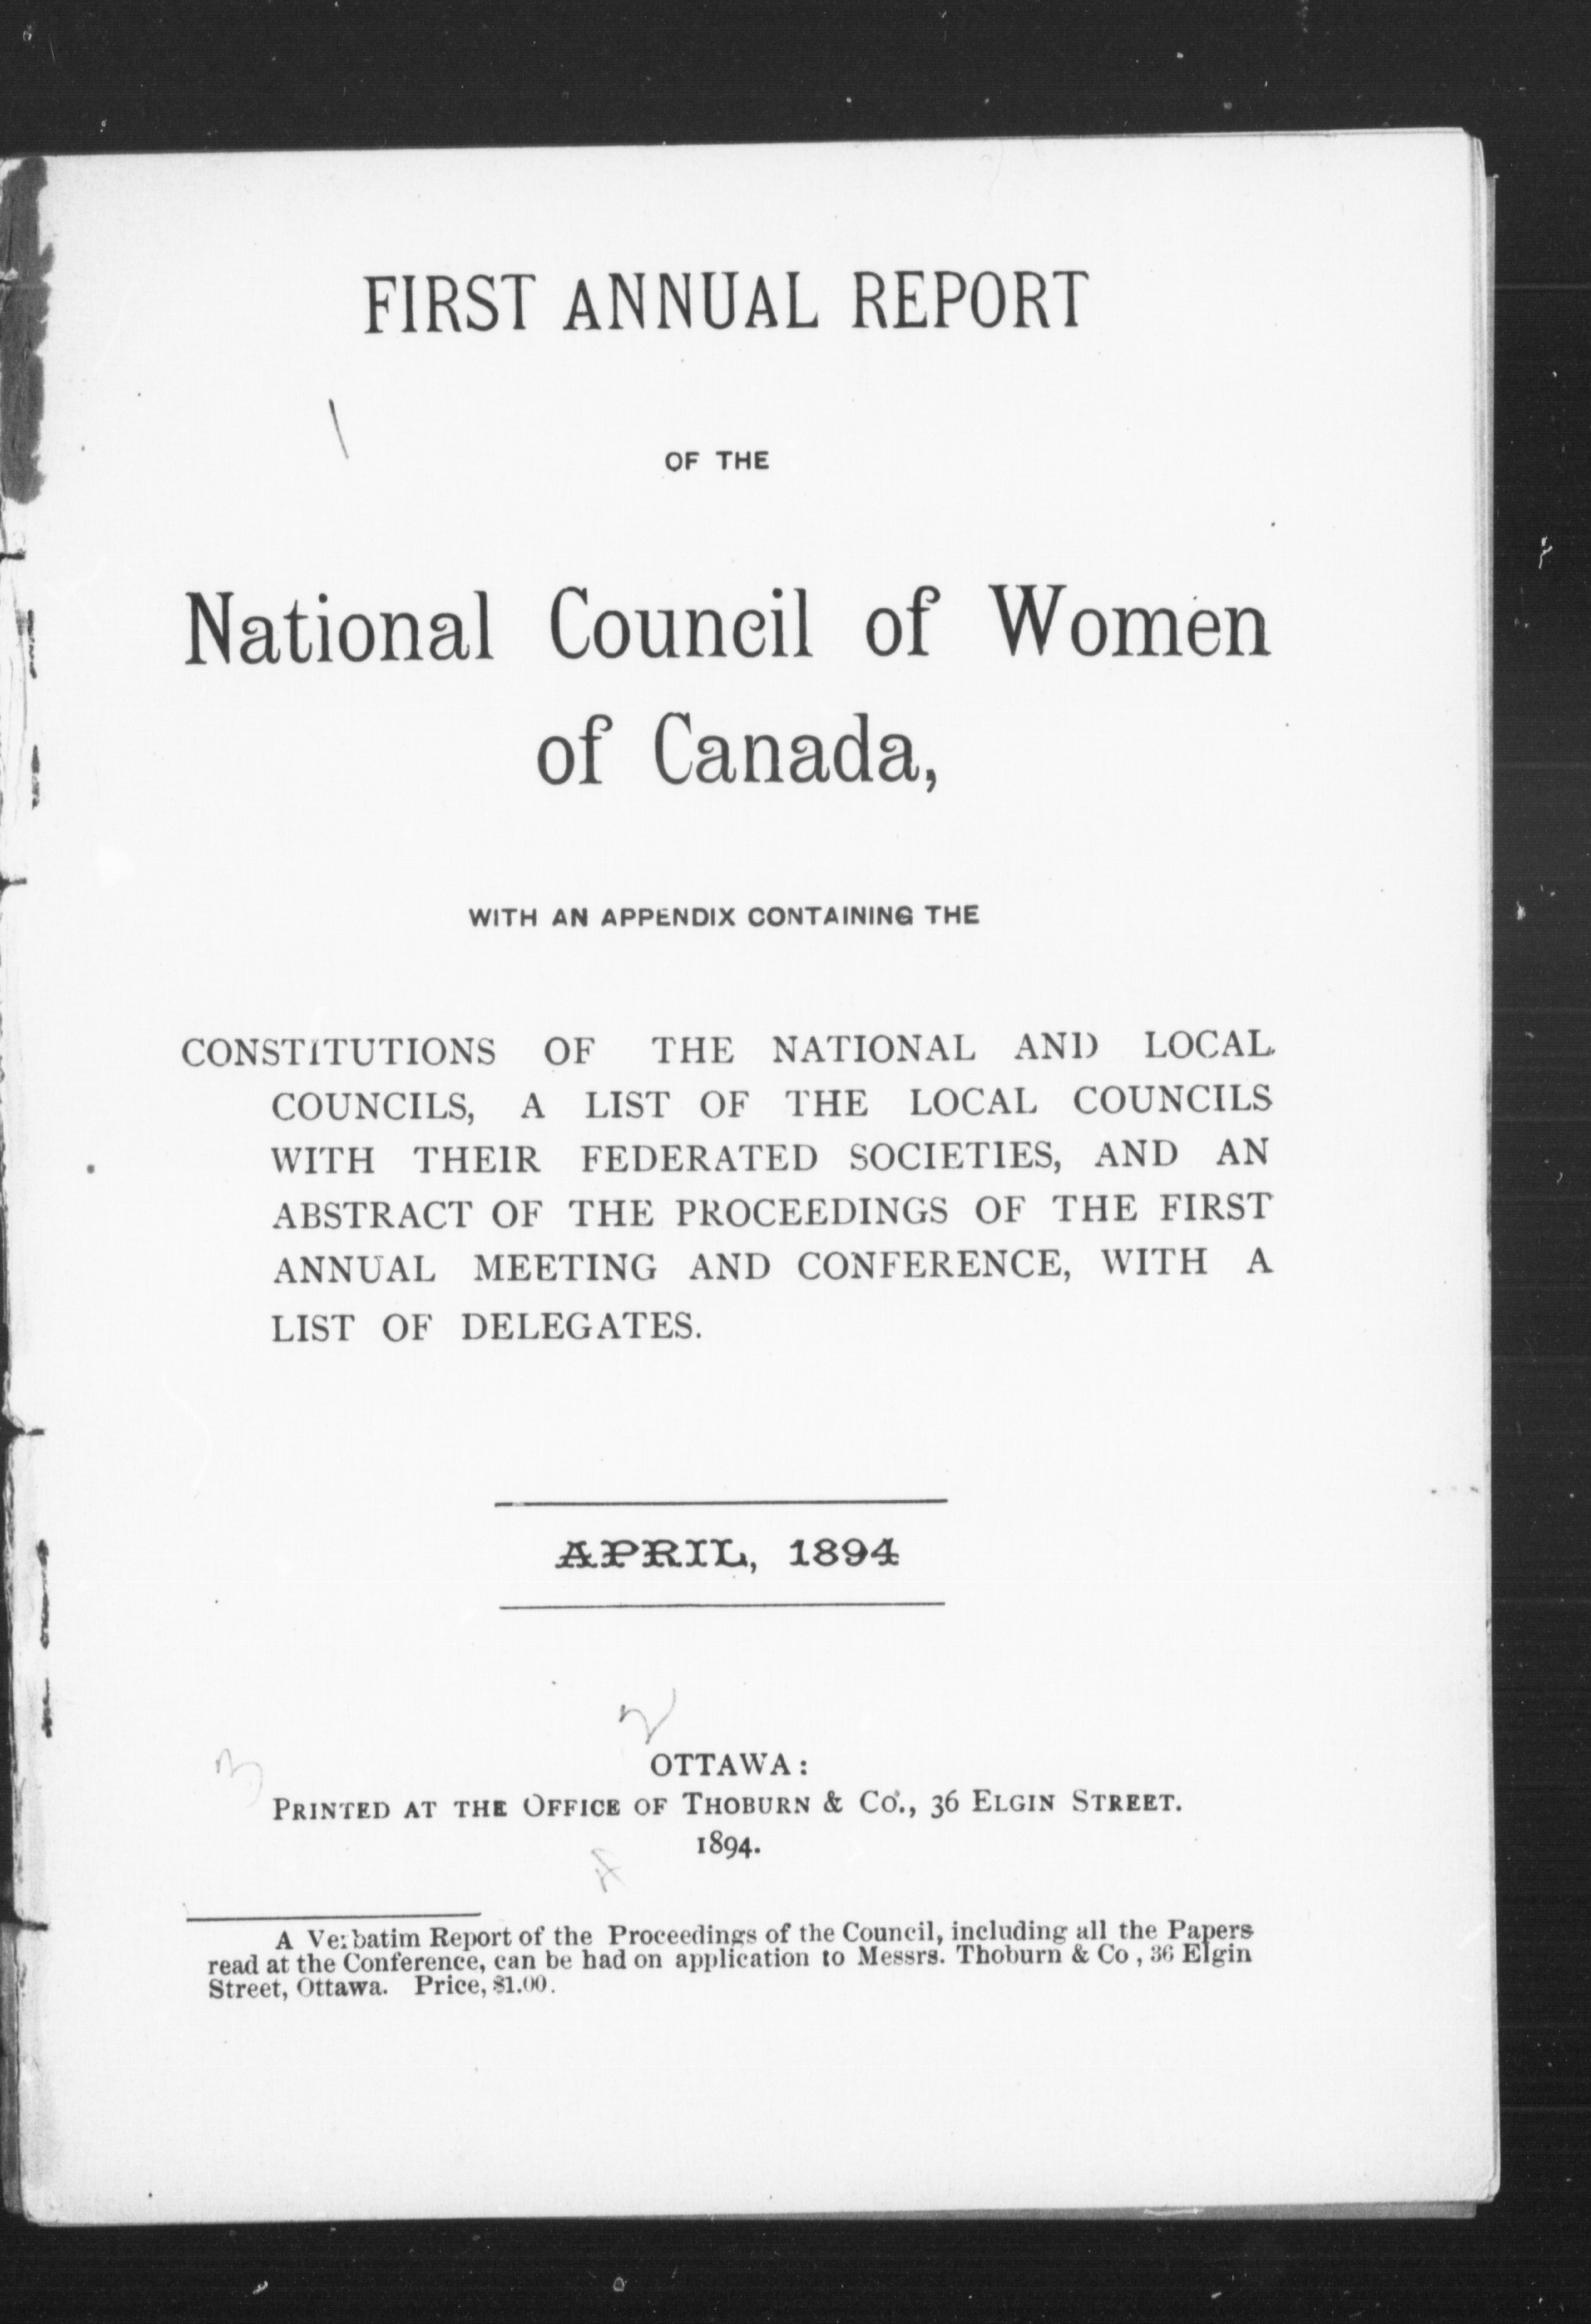 FIRST ANNUAL REPORT
1
OF THE
National Council of Women
of Canada,
WITH AN APPENDIX CONTAINING THE
CONSTITUTIONS OF THE NATIONAL AND LOCAL
COUNCILS, A LIST OF THE LOCAL COUNCILS
WITH THEIR FEDERATED SOCIETIES, AND AN
ABSTRACT OF THE PROCEEDINGS OF THE FIRST
ANNUAL MEETING AND CONFERENCE, WITH A
LIST OF DELEGATES.
APRIL, 1894
2
OTTAWA:
3
PRINTED AT THE OFFICE OF THOBURN & CO., 36 ELGIN STREET.
1894.
4
A Verbatim Report of the Proceedings of the Council, including all the Papers
read at the Conference, can be had on application to Messrs. Thoburn & Co, 36 Elgin
Street, Ottawa. Price, $1.00.